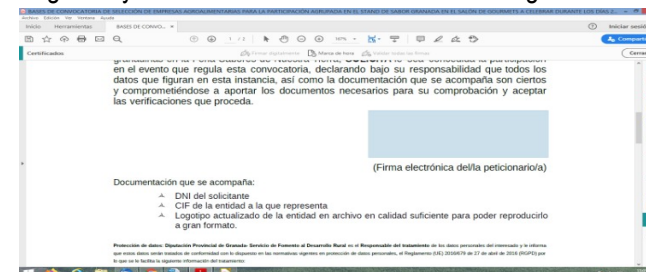 BASES DE CONVOCATORIA DE SELECCIÓN DE EMPRESAS AGROALIMENTARIAS PARA LA PARTICIPACIÓN AGRUPADA EN EL STAND DE SABOR GRANADA EN EL SALÓN DE GOURMETS A CELEBRAR DURANTE LOS DÍAS
Archivo Edición Ver Ventana Ayuda
Inicio Herramientas BASES DE CONVO...
Iniciar sesión
Compartir
Certificados Firmar digitalmente Marca de hora Validar todas las firmas Cerrar
en el evento que regula esta convocatoria, declarando bajo su responsabilidad que todos los
datos que figuran en esta instancia, así como la documentación que se acompaña son ciertos
y comprometiéndose a aportar los documentos necesarios para su comprobación y aceptar
las verificaciones que proceda.
(Firma electrónica del/la peticionario/a)
Documentación que se acompaña:
DNI del solicitante
CIF de la entidad a la que representa
Logotipo actualizado de la entidad en archivo en calidad suficiente para poder reproducirlo
a gran formato.
Protección de datos: Diputación Provincial de Granada- Servicio de Fomento al Desarrollo Rural es el Responsable del tratamiento de los datos personales del interesado y le informa
que estos datos serán tratados de conformidad con lo dispuesto en las normativas vigentes en protección de datos personales, el Reglamento (UE) 2016/679 de 27 de abril de 2016 (RGPD) por
lo que se le facilita la siguiente información del tratamiento: